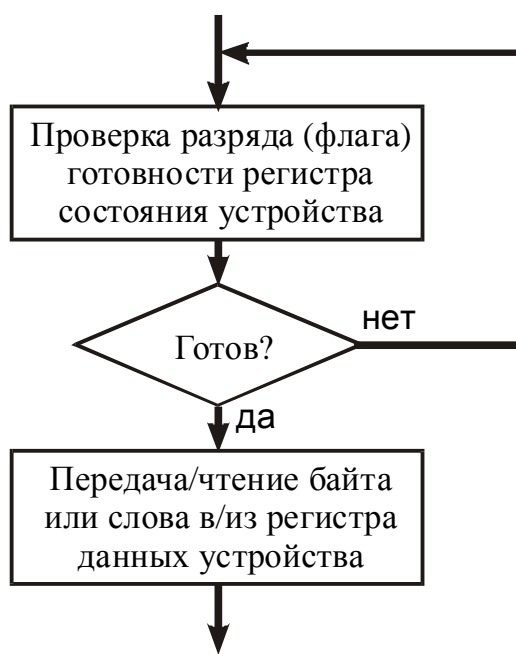 Проверка разряда (флага)
готовности регистра
состояния устройства
Готов?
нет
да
Передача/чтение байта
или слова в/из регистра
данных устройства